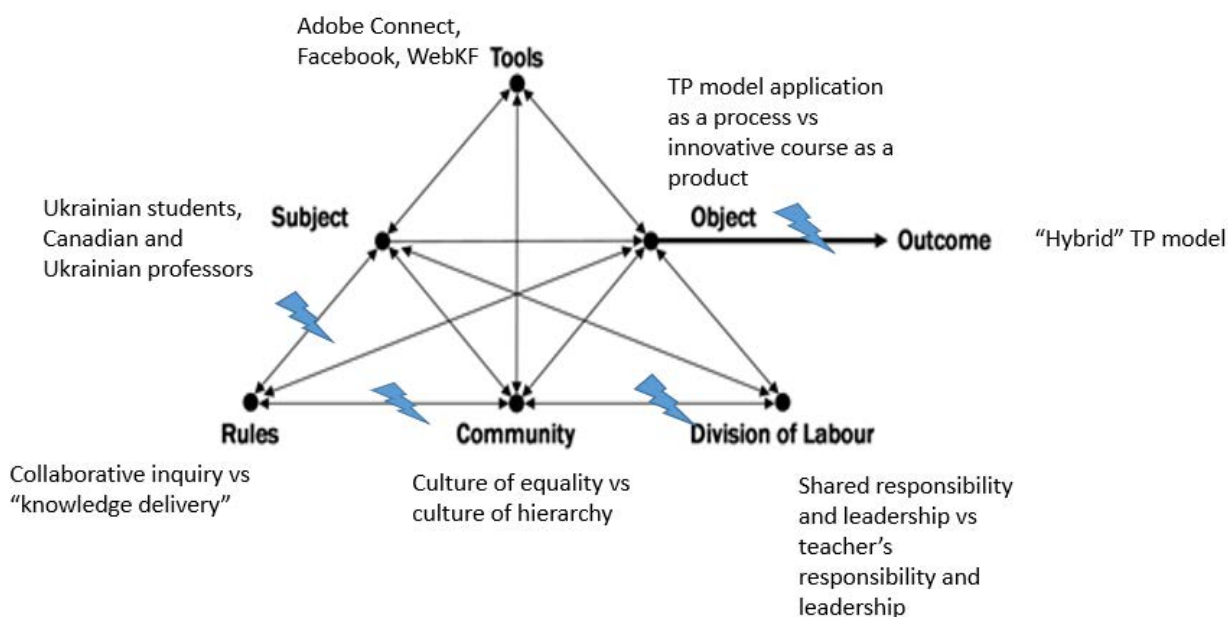 Adobe Connect,
Facebook, WebKF
Tools
TP model application
as a process vs
innovative course as a
product
Ukrainian students,
Canadian and
Ukrainian professors
Subject
Object
Outcome
“Hybrid” TP model
Rules
Community
Division of Labour
Collaborative inquiry vs
“knowledge delivery”
Culture of equality vs
culture of hierarchy
Shared responsibility
and leadership vs
teacher’s
responsibility and
leadership